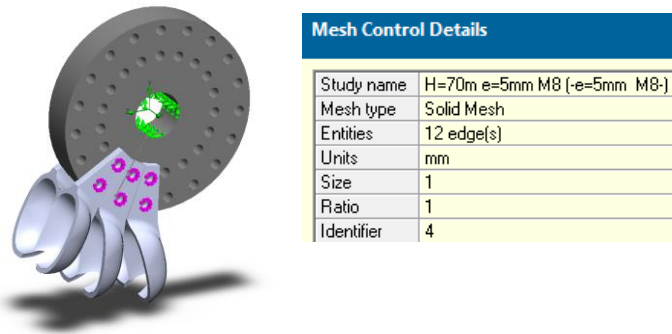 Mesh Control Details
Study name H=70m e=5mm M8 (-e=5mm M8-)
Mesh type Solid Mesh
Entities 12 edge(s)
Units mm
Size 1
Ratio 1
Identifier 4